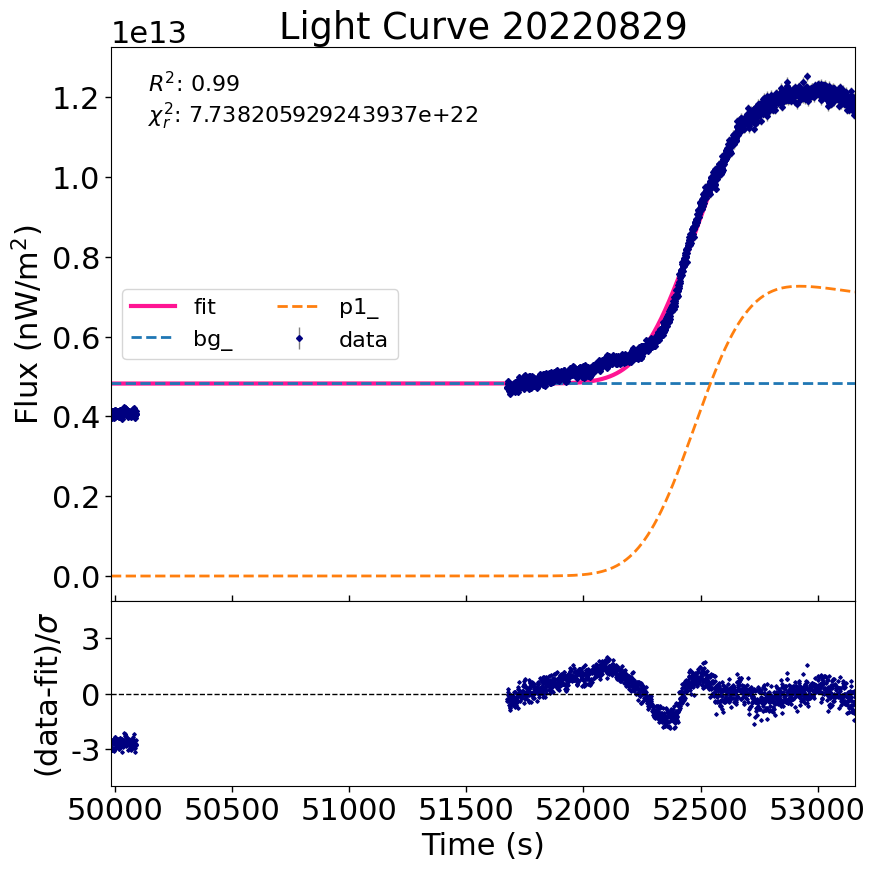 Light Curve 20220829
1e13
R²: 0.99
χ²ᵣ: 7.738205929243937e+22
1.2
1.0
0.8
0.6
0.4
0.2
0.0
Flux (nW/m²)
fit
bg_
p1_
data
3
0
-3
(data-fit)/σ
50000 50500 51000 51500 52000 52500 53000
Time (s)